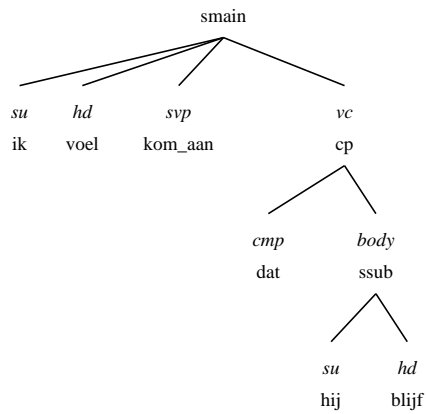 smain
su hd svp vc
ik voel kom_aan cp
cmp body
dat ssub
su hd
hij blijf